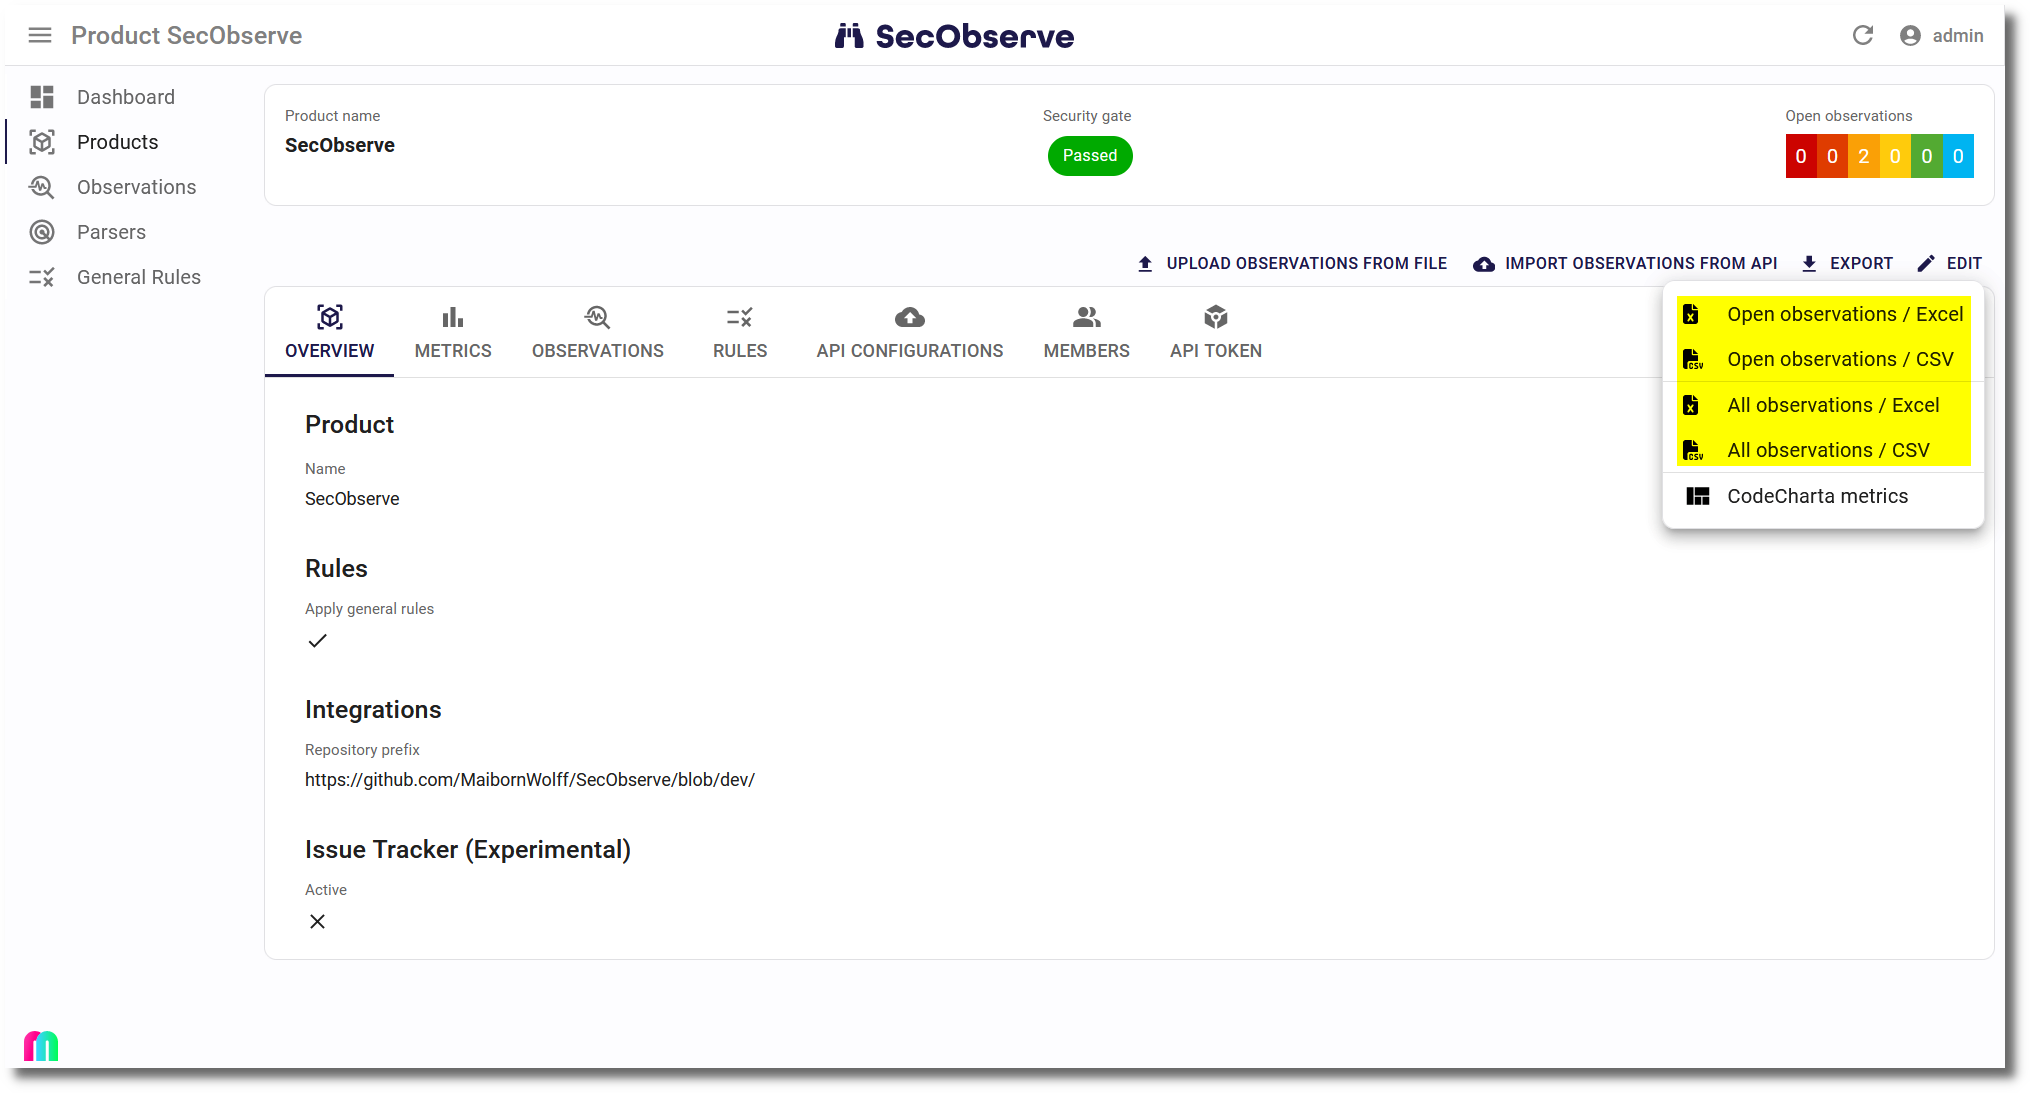 Product SecObserve
SecObserve
admin
Dashboard
Products
Observations
Parsers
General Rules
Product name
SecObserve
Security gate
Passed
Open observations
0 0 2 0 0 0
UPLOAD OBSERVATIONS FROM FILE
IMPORT OBSERVATIONS FROM API
EXPORT
EDIT
Open observations / Excel
Open observations / CSV
All observations / Excel
All observations / CSV
CodeCharta metrics
OVERVIEW
METRICS
OBSERVATIONS
RULES
API CONFIGURATIONS
MEMBERS
API TOKEN
Product
Name
SecObserve
Rules
Apply general rules
Integrations
Repository prefix
https://github.com/MaibornWolff/SecObserve/blob/dev/
Issue Tracker (Experimental)
Active